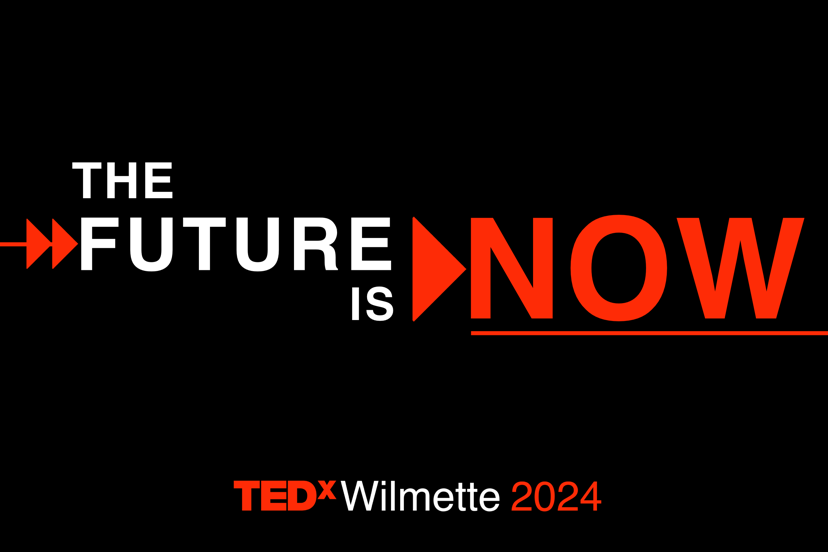 THE
FUTURE
IS
NOW
TEDx Wilmette 2024